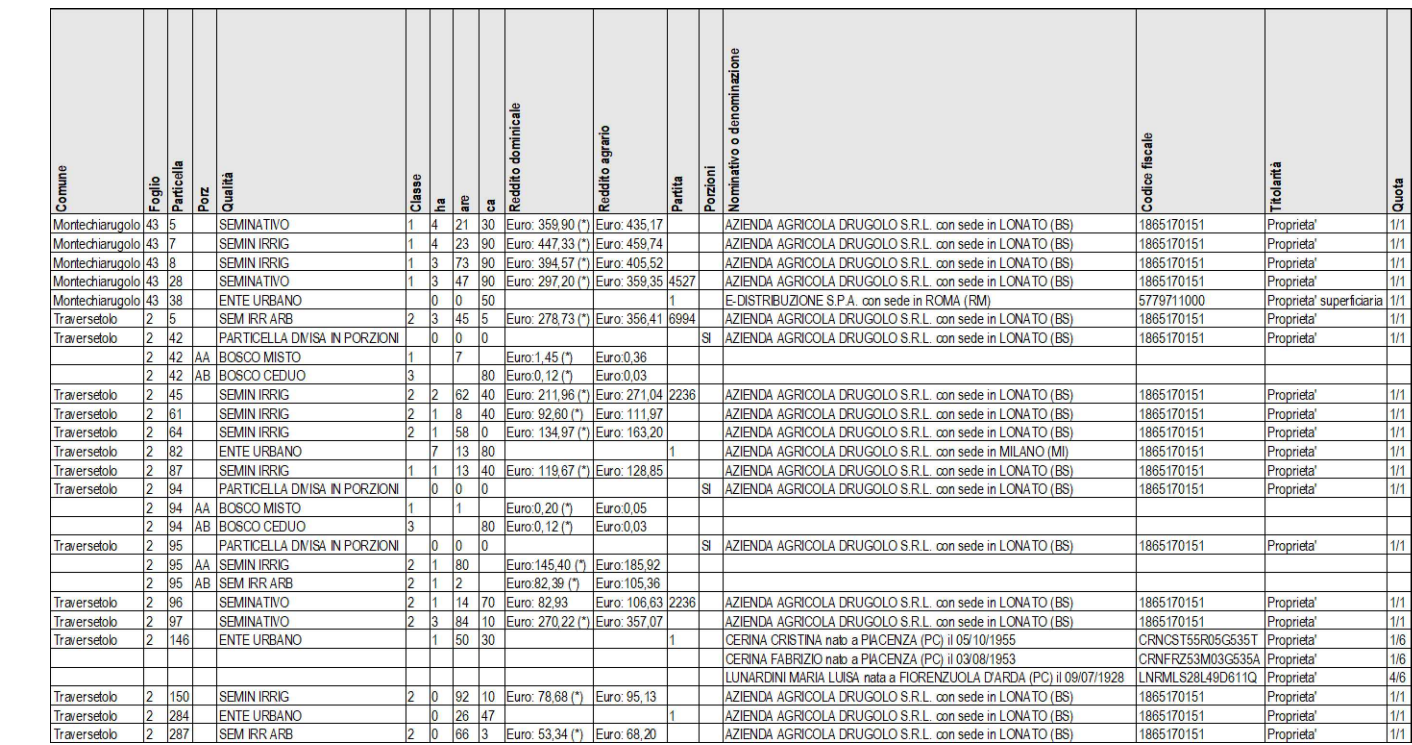 Comune Foglio Particella Porz Qualità Classe ha are ca Reddito dominicale Reddito agrario Partita Porzioni Nominativo o denominazione Codice fiscale Titolarità Quota
Montechiarugolo 43 5 SEMINATIVO 1 4 21 30 Euro: 359,90 (*) Euro: 435,17 AZIENDA AGRICOLA DRUGOLO S.R.L. con sede in LONATO (BS) 1865170151 Proprieta' 1/1
Montechiarugolo 43 7 SEMIN IRRIG 1 4 23 90 Euro: 447,33 (*) Euro: 459,74 AZIENDA AGRICOLA DRUGOLO S.R.L. con sede in LONATO (BS) 1865170151 Proprieta' 1/1
Montechiarugolo 43 8 SEMIN IRRIG 1 3 73 90 Euro: 394,57 (*) Euro: 405,52 AZIENDA AGRICOLA DRUGOLO S.R.L. con sede in LONATO (BS) 1865170151 Proprieta' 1/1
Montechiarugolo 43 28 SEMINATIVO 1 3 47 90 Euro: 297,20 (*) Euro: 359,35 4527 AZIENDA AGRICOLA DRUGOLO S.R.L. con sede in LONATO (BS) 1865170151 Proprieta' 1/1
Montechiarugolo 43 38 ENTE URBANO 0 0 50 1 E-DISTRIBUZIONE S.P.A. con sede in ROMA (RM) 5779711000 Proprieta' superficiaria 1/1
Traversetolo 2 5 SEM IRR ARB 2 3 45 5 Euro: 278,73 (*) Euro: 356,41 6994 AZIENDA AGRICOLA DRUGOLO S.R.L. con sede in LONATO (BS) 1865170151 Proprieta' 1/1
Traversetolo 2 42 PARTICELLA DIVISA IN PORZIONI 0 0 0 SI AZIENDA AGRICOLA DRUGOLO S.R.L. con sede in LONATO (BS) 1865170151 Proprieta' 1/1
2 42 AA BOSCO MISTO 1 7 Euro:1,45 (*) Euro:0,36
2 42 AB BOSCO CEDUO 3 80 Euro:0,12 (*) Euro:0,03
Traversetolo 2 45 SEMIN IRRIG 2 2 62 40 Euro: 211,96 (*) Euro: 271,04 2236 AZIENDA AGRICOLA DRUGOLO S.R.L. con sede in LONATO (BS) 1865170151 Proprieta' 1/1
Traversetolo 2 61 SEMIN IRRIG 2 1 8 40 Euro: 92,60 (*) Euro: 111,97 AZIENDA AGRICOLA DRUGOLO S.R.L. con sede in LONATO (BS) 1865170151 Proprieta' 1/1
Traversetolo 2 64 SEMIN IRRIG 2 1 58 0 Euro: 134,97 (*) Euro: 163,20 AZIENDA AGRICOLA DRUGOLO S.R.L. con sede in LONATO (BS) 1865170151 Proprieta' 1/1
Traversetolo 2 82 ENTE URBANO 7 13 80 1 AZIENDA AGRICOLA DRUGOLO S.R.L. con sede in MILANO (MI) 1865170151 Proprieta' 1/1
Traversetolo 2 87 SEMIN IRRIG 1 1 13 40 Euro: 119,67 (*) Euro: 128,85 AZIENDA AGRICOLA DRUGOLO S.R.L. con sede in LONATO (BS) 1865170151 Proprieta' 1/1
Traversetolo 2 94 PARTICELLA DIVISA IN PORZIONI 0 0 0 SI AZIENDA AGRICOLA DRUGOLO S.R.L. con sede in LONATO (BS) 1865170151 Proprieta' 1/1
2 94 AA BOSCO MISTO 1 1 Euro:0,20 (*) Euro:0,05
2 94 AB BOSCO CEDUO 3 80 Euro:0,12 (*) Euro:0,03
Traversetolo 2 95 PARTICELLA DIVISA IN PORZIONI 0 0 0 SI AZIENDA AGRICOLA DRUGOLO S.R.L. con sede in LONATO (BS) 1865170151 Proprieta' 1/1
2 95 AA SEMIN IRRIG 2 1 80 Euro:145,40 (*) Euro:185,92
2 95 AB SEM IRR ARB 2 1 2 Euro:82,39 (*) Euro:105,36
Traversetolo 2 96 SEMINATIVO 2 1 14 70 Euro: 82,93 Euro: 106,63 2236 AZIENDA AGRICOLA DRUGOLO S.R.L. con sede in LONATO (BS) 1865170151 Proprieta' 1/1
Traversetolo 2 97 SEMINATIVO 2 3 84 10 Euro: 270,22 (*) Euro: 357,07 AZIENDA AGRICOLA DRUGOLO S.R.L. con sede in LONATO (BS) 1865170151 Proprieta' 1/1
Traversetolo 2 146 ENTE URBANO 1 50 30 1 CERINA CRISTINA nato a PIACENZA (PC) il 05/10/1955 CRNCST55R05G535T Proprieta' 1/6
CERINA FABRIZIO nato a PIACENZA (PC) il 03/08/1953 CRNFRZ53M03G535A Proprieta' 1/6
LUNARDINI MARIA LUISA nata a FIORENZUOLA D'ARDA (PC) il 09/07/1928 LNRMLS28L49D611Q Proprieta' 4/6
Traversetolo 2 150 SEMIN IRRIG 2 0 92 10 Euro: 78,68 (*) Euro: 95,13 AZIENDA AGRICOLA DRUGOLO S.R.L. con sede in LONATO (BS) 1865170151 Proprieta' 1/1
Traversetolo 2 284 ENTE URBANO 0 26 47 1 AZIENDA AGRICOLA DRUGOLO S.R.L. con sede in LONATO (BS) 1865170151 Proprieta' 1/1
Traversetolo 2 287 SEM IRR ARB 2 0 66 3 Euro: 53,34 (*) Euro: 68,20 AZIENDA AGRICOLA DRUGOLO S.R.L. con sede in LONATO (BS) 1865170151 Proprieta' 1/1